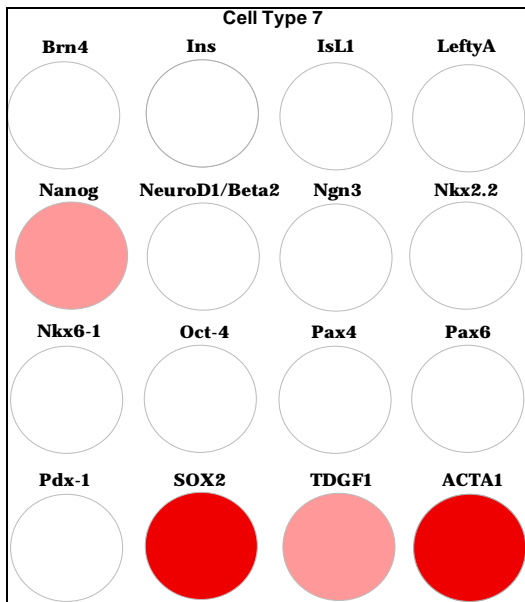 Cell Type 7
Brn4 Ins IsL1 LeftyA
Nanog NeuroD1/Beta2 Ngn3 Nkx2.2
Nkx6-1 Oct-4 Pax4 Pax6
Pdx-1 SOX2 TDGF1 ACTA1